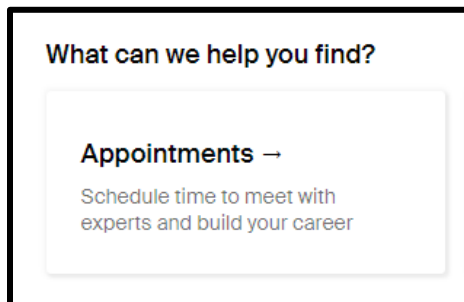 What can we help you find?
Appointments →
Schedule time to meet with
experts and build your career